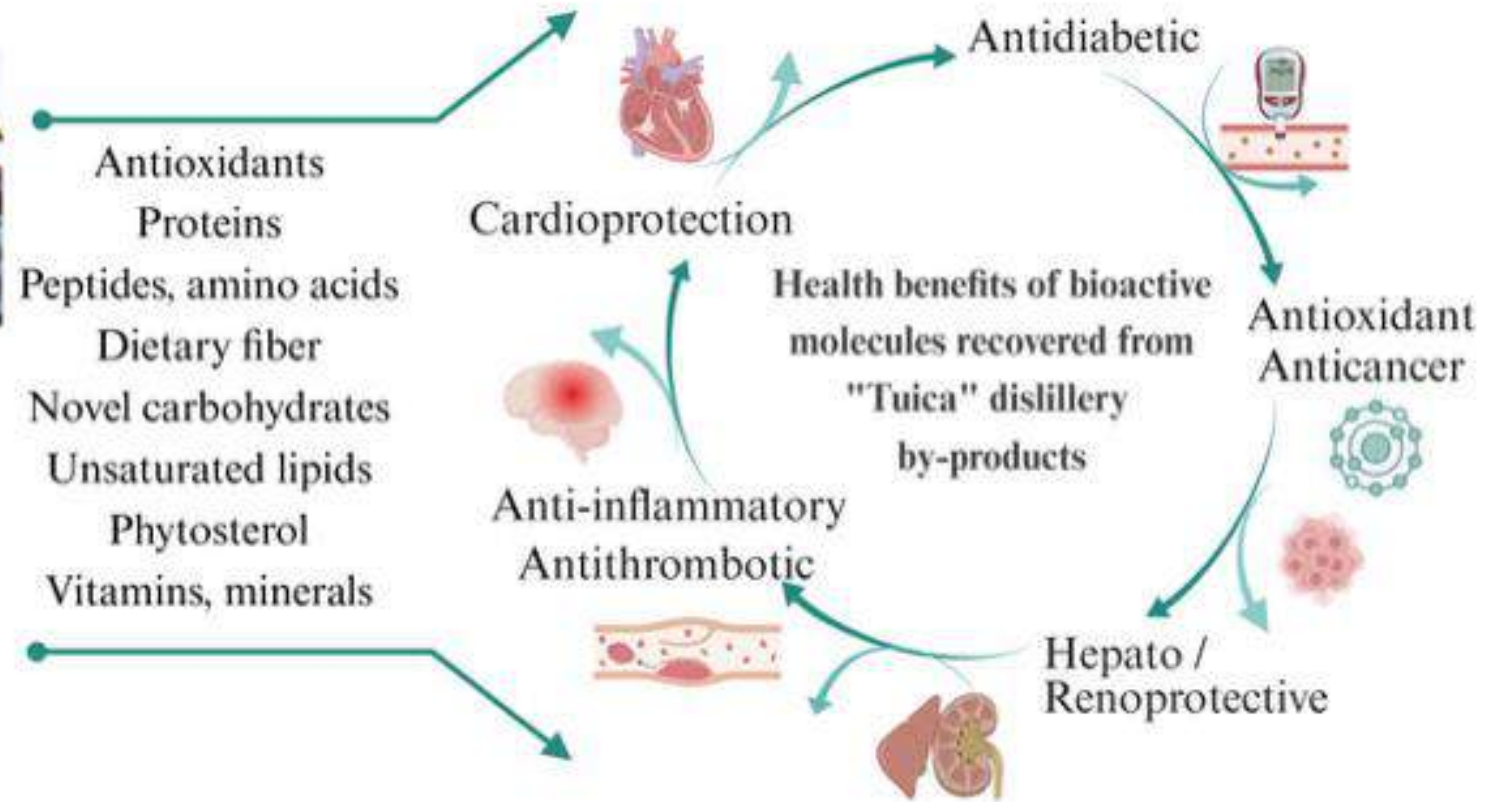 Antioxidants
Proteins
Peptides, amino acids
Dietary fiber
Novel carbohydrates
Unsaturated lipids
Phytosterol
Vitamins, minerals
Cardioprotection
Antidiabetic
Antioxidant
Anticancer
Hepato /
Renoprotective
Anti-inflammatory
Antithrombotic
Health benefits of bioactive
molecules recovered from
"Tuica" dislillery
by-products